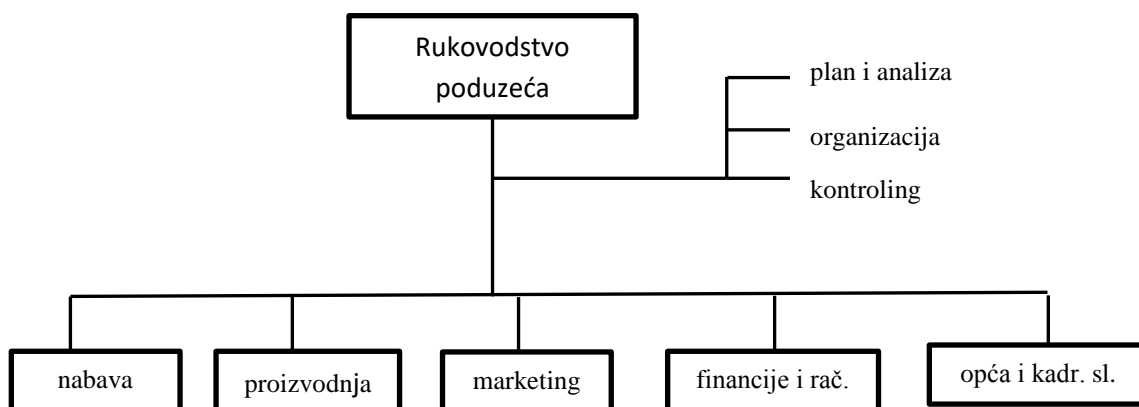 Rukovodstvo
poduzeća
plan i analiza
organizacija
kontroling
nabava
proizvodnja
marketing
financije i rač.
opća i kadr. sl.